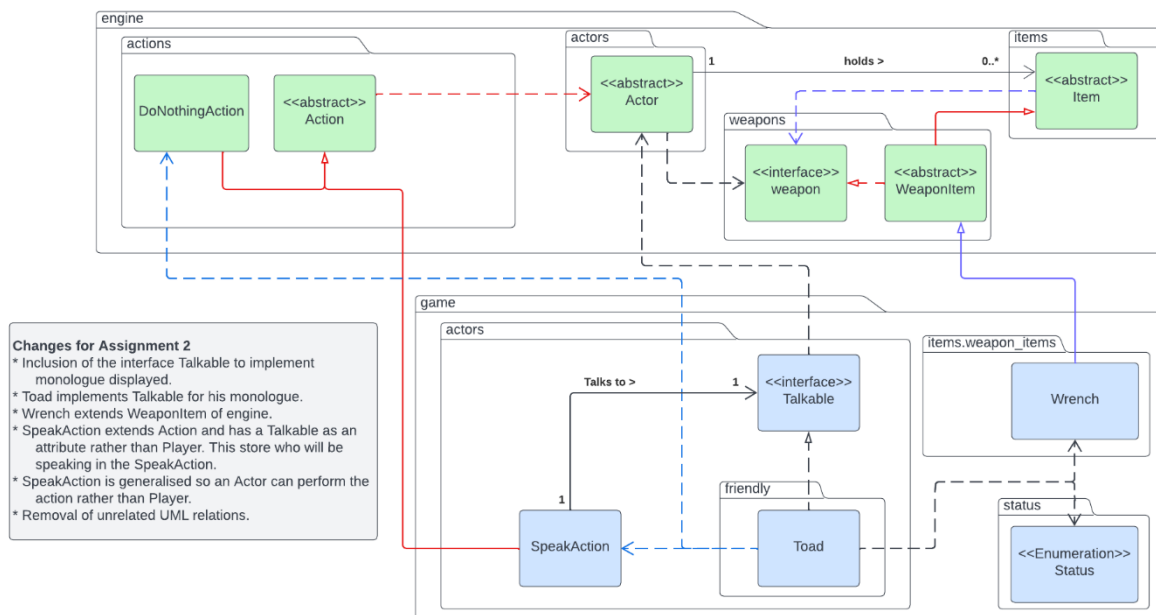 engine
actions
actors
items
DoNothingAction
<<abstract>>
Action
<<abstract>>
Actor
1
holds >
0..*
<<abstract>>
Item
weapons
<<interface>>
weapon
<<abstract>>
WeaponItem
game
actors
items.weapon_items
Changes for Assignment 2
* Inclusion of the interface Talkable to implement
monologue displayed.
* Toad implements Talkable for his monologue.
* Wrench extends WeaponItem of engine.
* SpeakAction extends Action and has a Talkable as an
attribute rather than Player. This store who will be
speaking in the SpeakAction.
* SpeakAction is generalised so an Actor can perform the
action rather than Player.
* Removal of unrelated UML relations.
Talks to >
1
<<interface>>
Talkable
Wrench
1
friendly
status
SpeakAction
Toad
<<Enumeration>>
Status